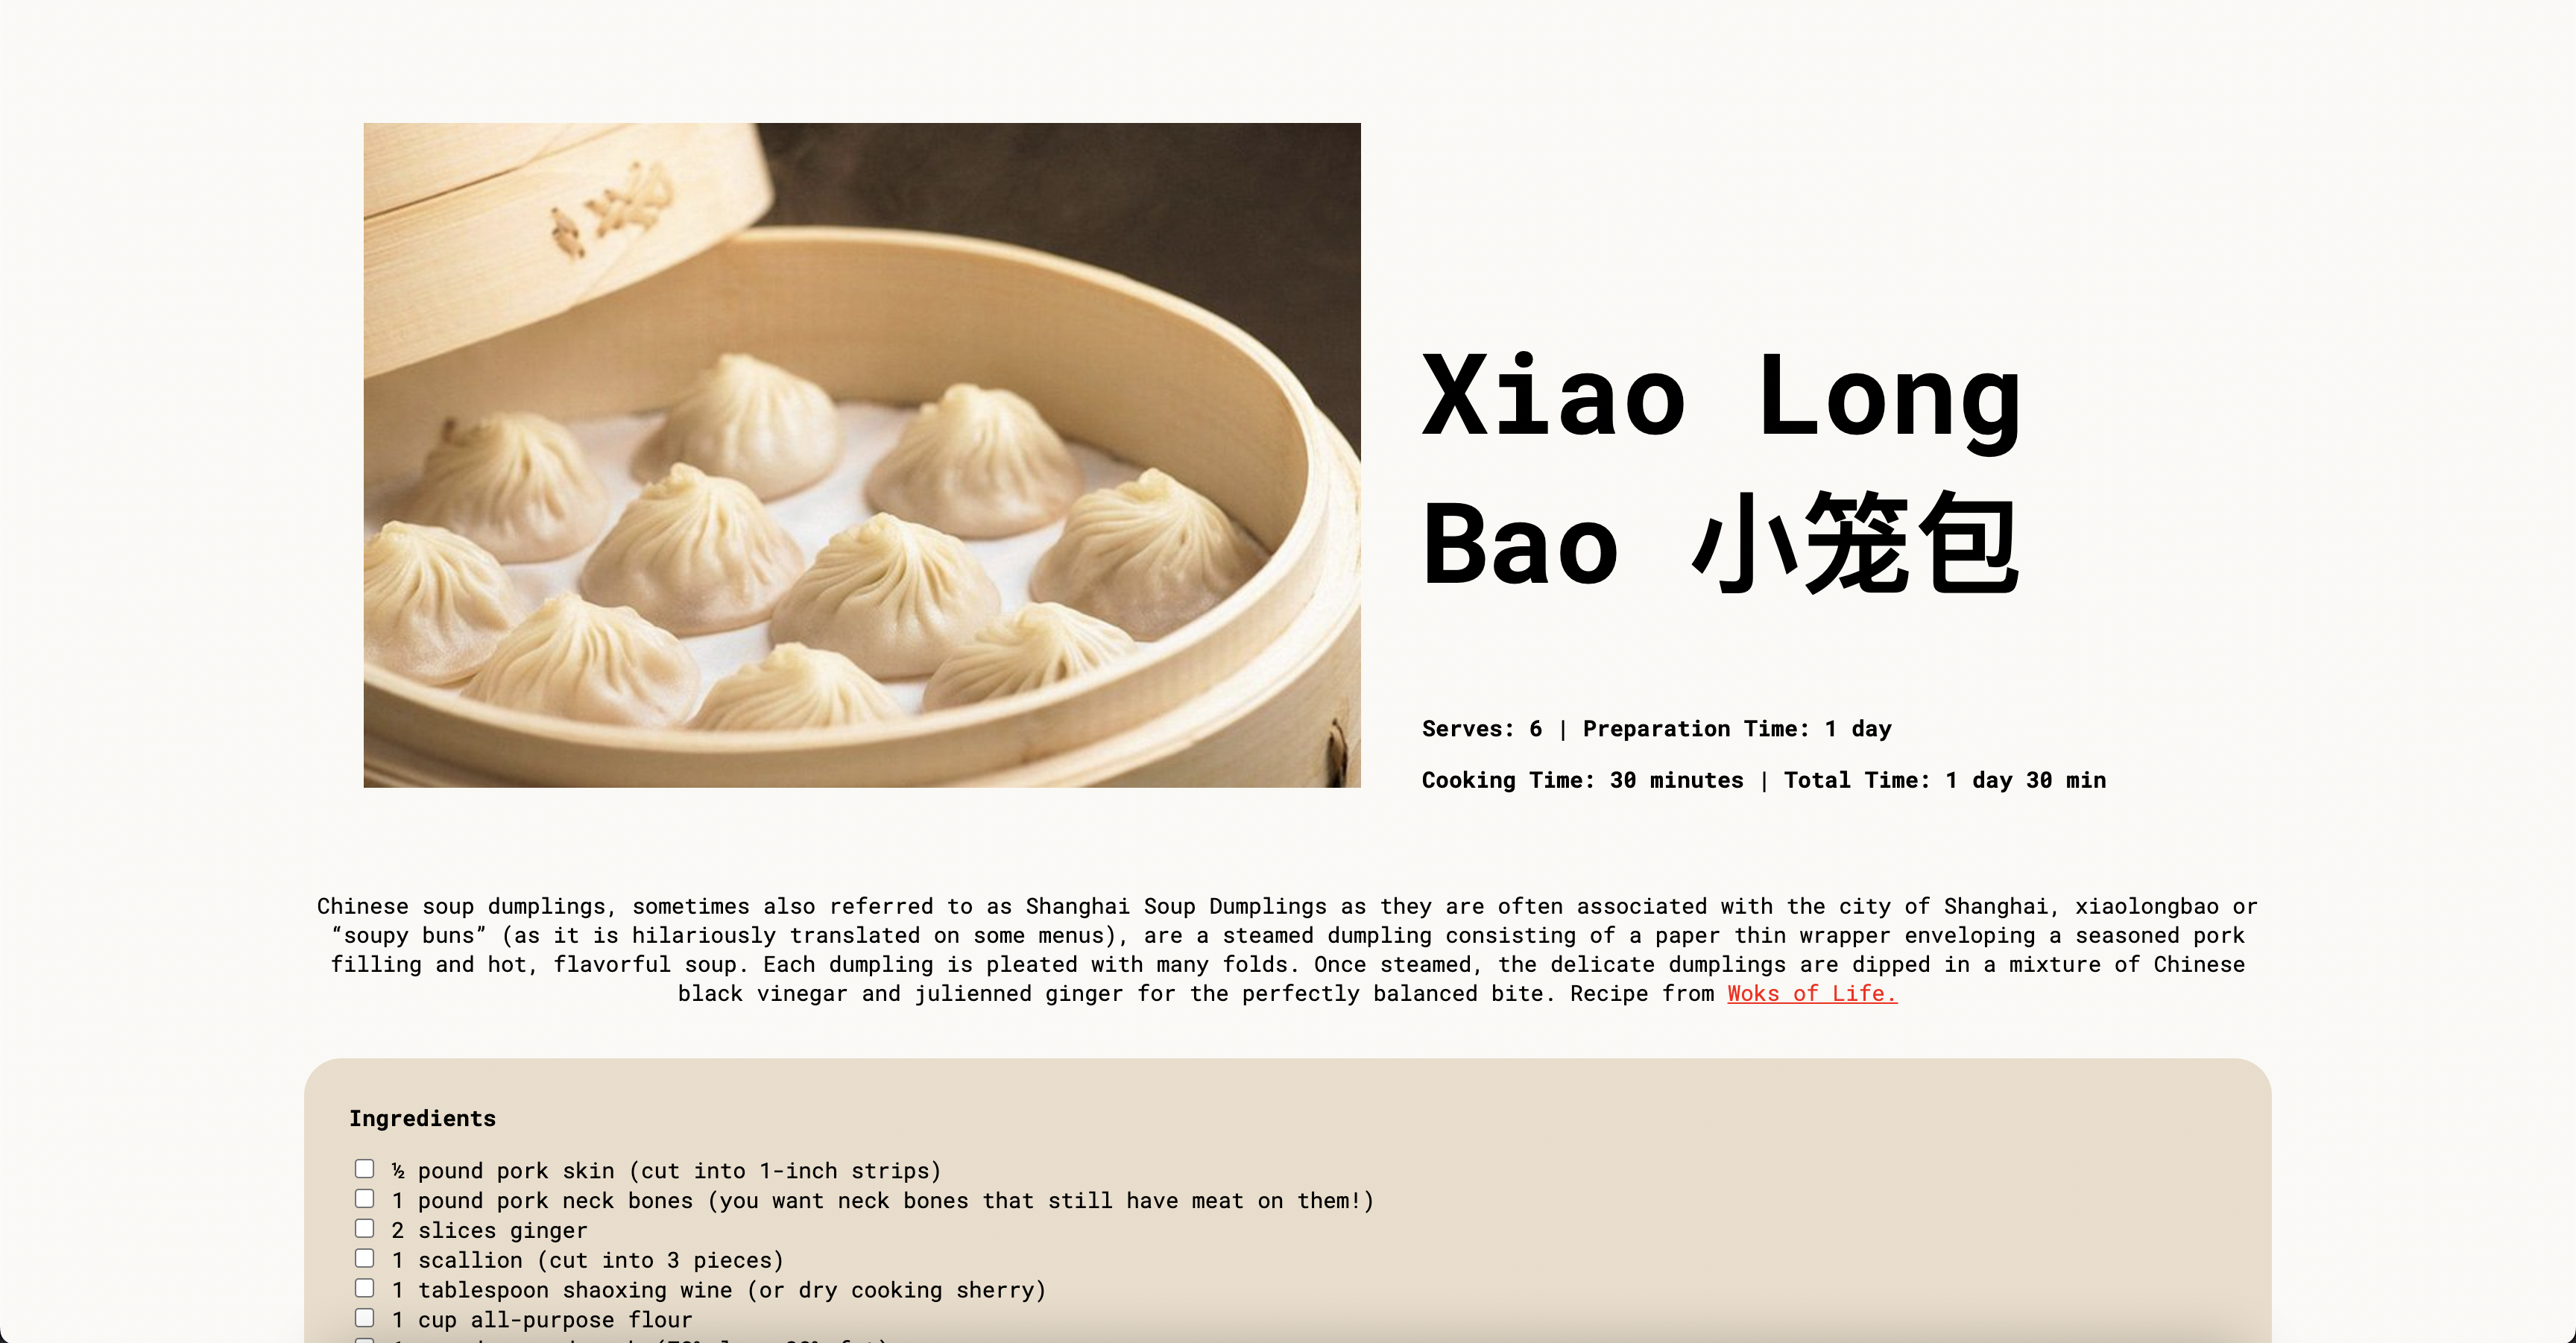 Xiao Long
Bao 小笼包
Serves: 6 | Preparation Time: 1 day
Cooking Time: 30 minutes | Total Time: 1 day 30 min
Chinese soup dumplings, sometimes also referred to as Shanghai Soup Dumplings as they are often associated with the city of Shanghai, xiaolongbao or
“soupy buns” (as it is hilariously translated on some menus), are a steamed dumpling consisting of a paper thin wrapper enveloping a seasoned pork
filling and hot, flavorful soup. Each dumpling is pleated with many folds. Once steamed, the delicate dumplings are dipped in a mixture of Chinese
black vinegar and julienned ginger for the perfectly balanced bite. Recipe from Woks of Life.
Ingredients
½ pound pork skin (cut into 1-inch strips)
1 pound pork neck bones (you want neck bones that still have meat on them!)
2 slices ginger
1 scallion (cut into 3 pieces)
1 tablespoon shaoxing wine (or dry cooking sherry)
1 cup all-purpose flour